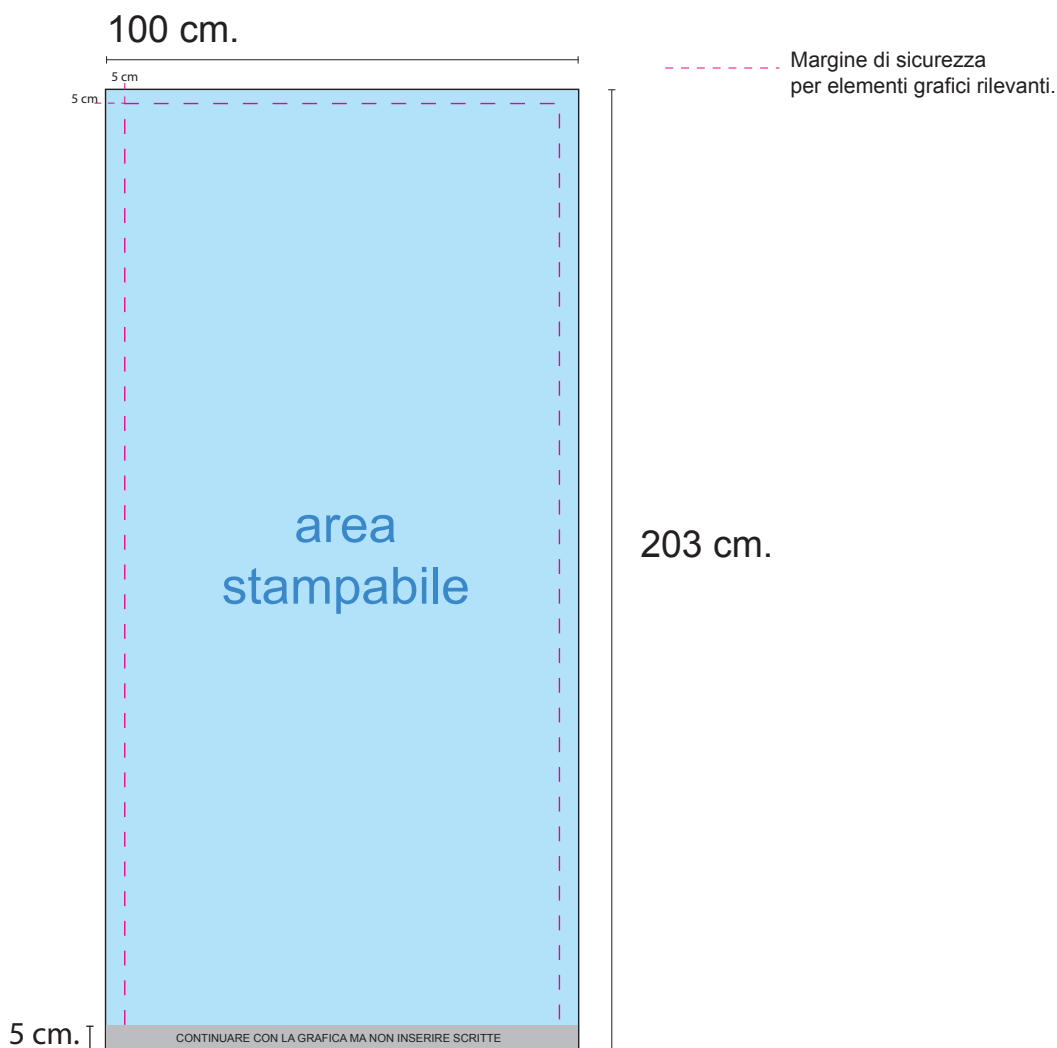 100 cm.
5 cm
5 cm
Margine di sicurezza
per elementi grafici rilevanti.
area
stampabile
203 cm.
5 cm.
CONTINUARE CON LA GRAFICA MA NON INSERIRE SCRITTE